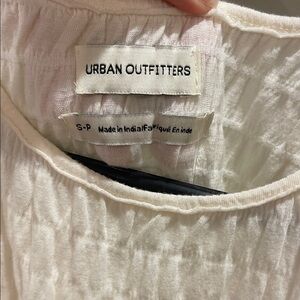 URBAN OUTFITTERS
S-P Made in India/Fabriqué En Inde